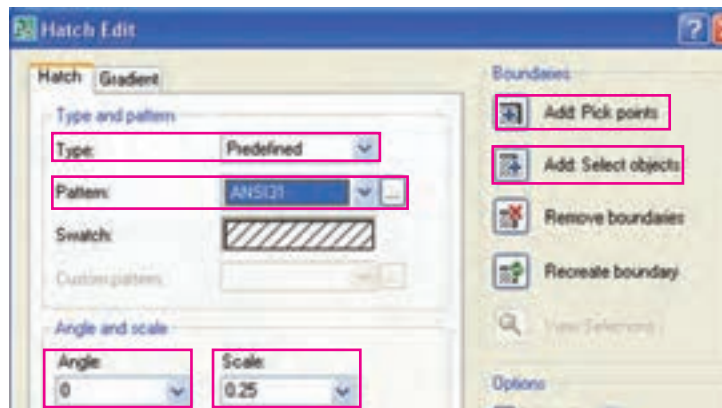 Hatch Edit
Hatch Gradient
Type and pattern
Type: Predefined
Pattern: ANSI31 ...
Swatch:
Custom pattern: ...
Angle and scale
Angle: Scale:
0 0.25
Boundaries
Add: Pick points
Add: Select objects
Remove boundaries
Recreate boundary
View Selections
Options